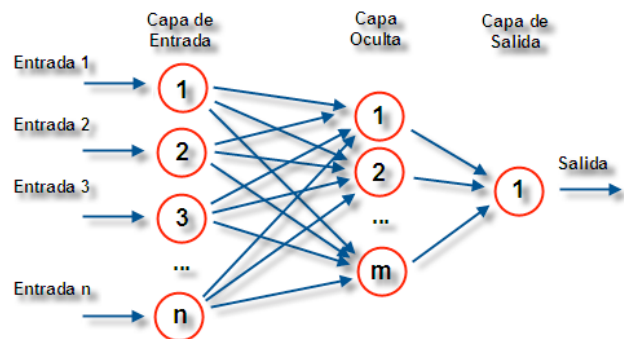 Capa de
Entrada
Capa
Oculta
Capa de
Salida
Entrada 1
1
Entrada 2
2
Entrada 3
3
...
Entrada n
n
1
2
...
m
1
Salida